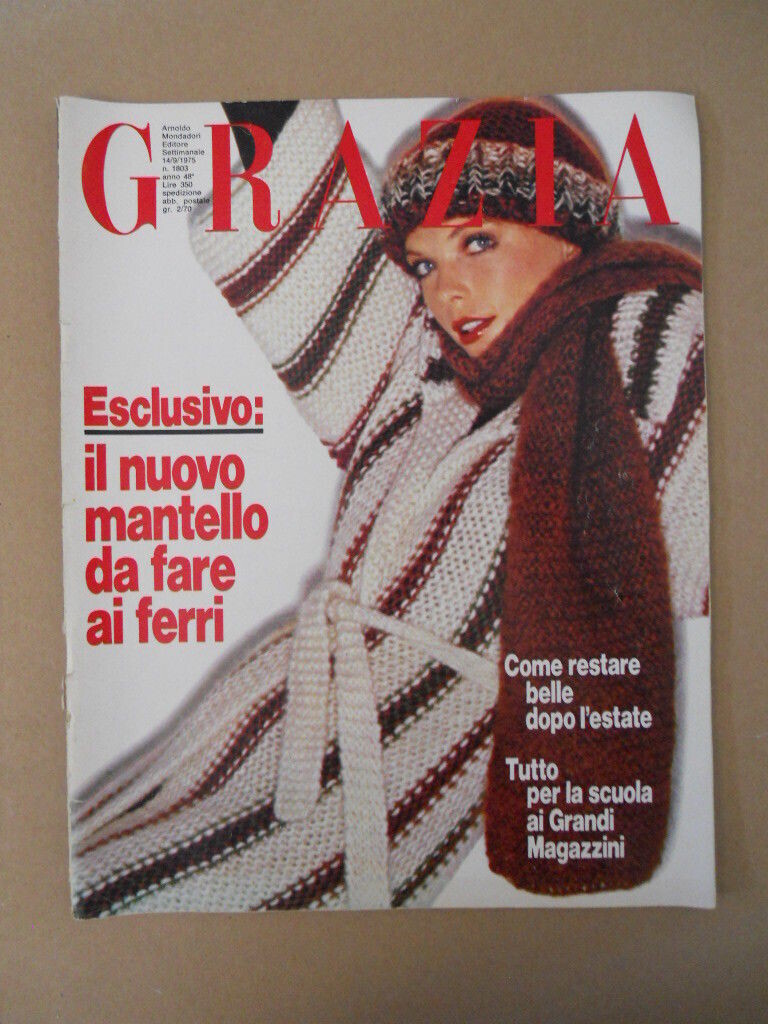 GRAZIA
Arnoldo
Mondadori
Editore
Settimanale
14/9/1975
n. 1803
anno 48°
Lire 350
spedizione
abb. postale
gr. 2/70
Esclusivo:
il nuovo
mantello
da fare
ai ferri
Come restare
belle
dopo l'estate
Tutto
per la scuola
ai Grandi
Magazzini